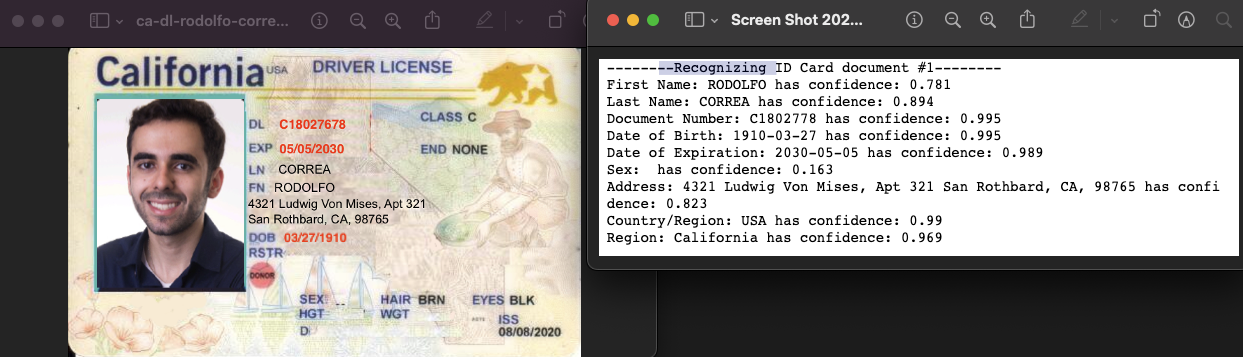 ca-dl-rodolfo-corre...
California USA DRIVER LICENSE
CLASS C
DL C18027678
EXP 05/05/2030
END NONE
LN CORREA
FN RODOLFO
4321 Ludwig Von Mises, Apt 321
San Rothbard, CA, 98765
DOB 03/27/1910
RSTR
DONOR
SEX -- HAIR BRN EYES BLK
HGT WGT
ISS
D 08/08/2020
Screen Shot 202...
--------Recognizing ID Card document #1--------
First Name: RODOLFO has confidence: 0.781
Last Name: CORREA has confidence: 0.894
Document Number: C1802778 has confidence: 0.995
Date of Birth: 1910-03-27 has confidence: 0.995
Date of Expiration: 2030-05-05 has confidence: 0.989
Sex:  has confidence: 0.163
Address: 4321 Ludwig Von Mises, Apt 321 San Rothbard, CA, 98765 has confi
dence: 0.823
Country/Region: USA has confidence: 0.99
Region: California has confidence: 0.969